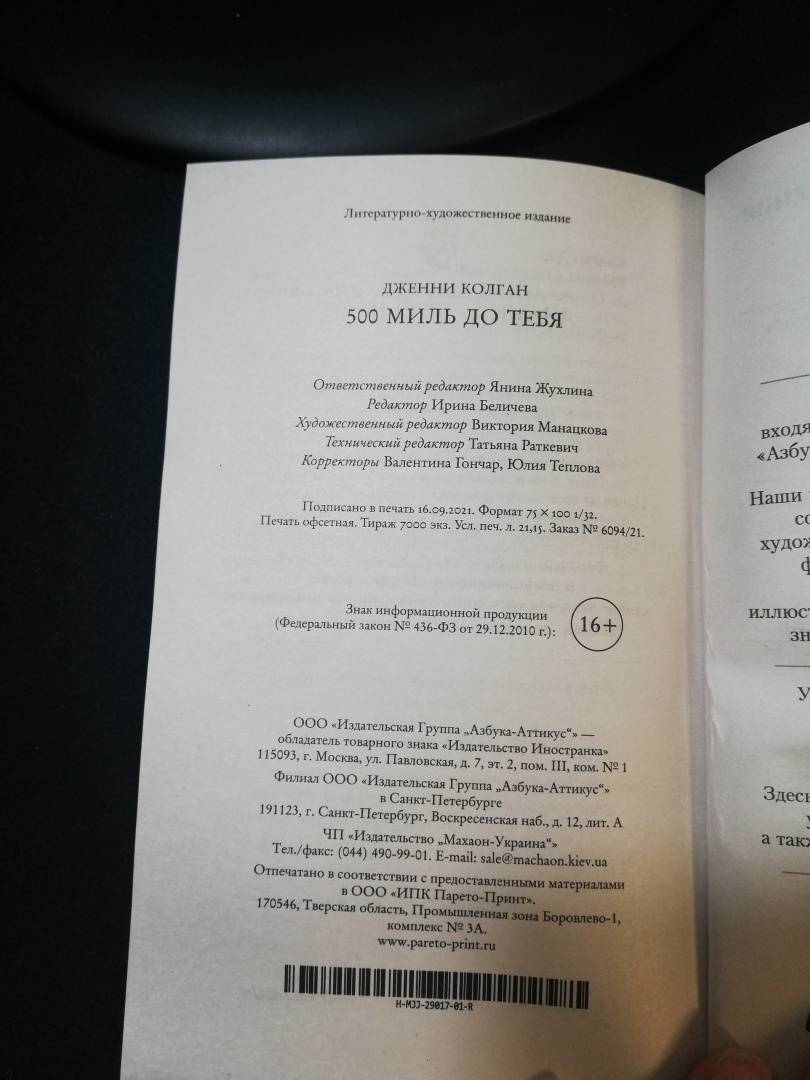 Литературно-художественное издание
ДЖЕННИ КОЛГАН
500 МИЛЬ ДО ТЕБЯ
Ответственный редактор Янина Жухлина
Редактор Ирина Беличева
Художественный редактор Виктория Манацкова
Технический редактор Татьяна Раткевич
Корректоры Валентина Гончар, Юлия Теплова
Подписано в печать 16.09.2021. Формат 75 × 100 1/32.
Печать офсетная. Тираж 7000 экз. Усл. печ. л. 21,15. Заказ № 6094/21.
Знак информационной продукции
(Федеральный закон № 436-ФЗ от 29.12.2010 г.):
16+
ООО «Издательская Группа „Азбука-Аттикус“» —
обладатель товарного знака «Издательство Иностранка»
115093, г. Москва, ул. Павловская, д. 7, эт. 2, пом. III, ком. № 1
Филиал ООО «Издательская Группа „Азбука-Аттикус“»
в Санкт-Петербурге
191123, г. Санкт-Петербург, Воскресенская наб., д. 12, лит. А
ЧП «Издательство „Махаон-Украина“»
Тел./факс: (044) 490-99-01. E-mail: sale@machaon.kiev.ua
Отпечатано в соответствии с предоставленными материалами
в ООО «ИПК Парето-Принт».
170546, Тверская область, Промышленная зона Боровлево-1,
комплекс № 3А.
www.pareto-print.ru
H-MJJ-29017-01-R
входя
«Азбу
Наши
со
худож
ф
иллюст
зн
У
Здесь
у
а такж